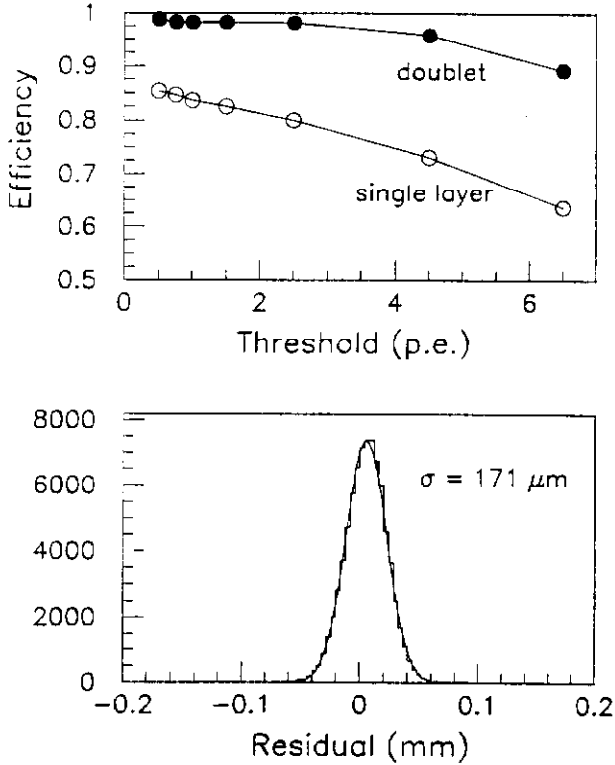 1
0.9
0.8
0.7
0.6
0.5
Efficiency
doublet
single layer
0 2 4 6
Threshold (p.e.)
8000
6000
4000
2000
0
σ = 171 μm
-0.2 -0.1 0 0.1 0.2
Residual (mm)